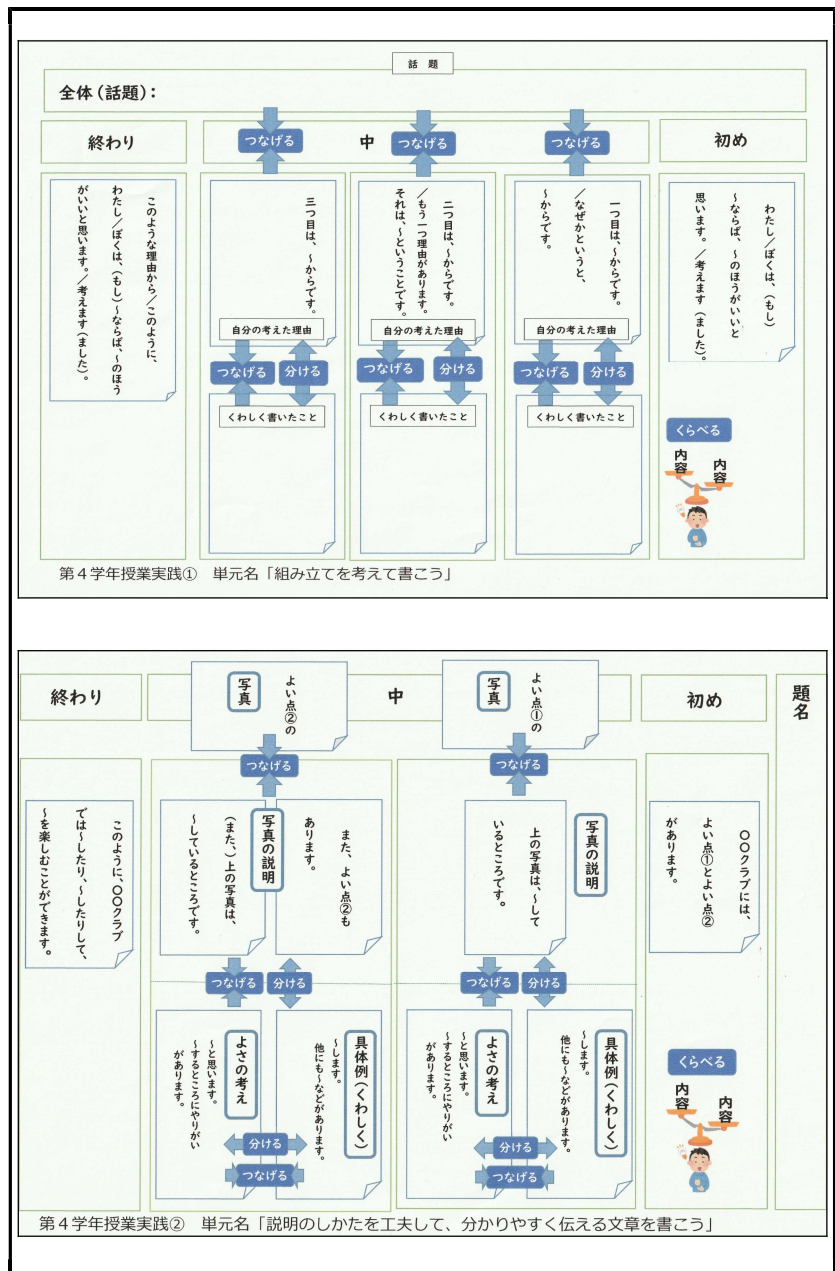 話 題
全体（話題）：
初め
中
終わり
つなげる
つなげる
つなげる
わたし／ぼくは、（もし）
～ならば、～のほうがいいと
思います。／考えます（ました）。
くらべる
内容
内容
一つ目は、～からです。
／なぜかというと、
～からです。
自分の考えた理由
つなげる
分ける
くわしく書いたこと
二つ目は、～からです。
／もう一つ理由があります。
それは、～ということです。
自分の考えた理由
つなげる
分ける
くわしく書いたこと
三つ目は、～からです。
自分の考えた理由
つなげる
分ける
くわしく書いたこと
このような理由から／このように、
わたし／ぼくは、（もし）～ならば、～のほう
がいいと思います。／考えます（ました）。
第４学年授業実践①　単元名「組み立てを考えて書こう」
題名
初め
中
終わり
〇〇クラブには、
よい点①とよい点②
があります。
くらべる
内容
内容
よい点①の
写真
つなげる
写真の説明
上の写真は、～して
いるところです。
つなげる
分ける
具体例（くわしく）
～します。
他にも～などがあります。
よさの考え
～と思います。
～するところにやりがい
があります。
分ける
つなげる
よい点②の
写真
つなげる
また、よい点②も
あります。
写真の説明
（また、）上の写真は、
～しているところです。
つなげる
分ける
具体例（くわしく）
～します。
他にも～などがあります。
よさの考え
～と思います。
～するところにやりがい
があります。
分ける
つなげる
このように、〇〇クラブ
では～したり、～したりして、
～を楽しむことができます。
第４学年授業実践②　単元名「説明のしかたを工夫して、分かりやすく伝える文章を書こう」